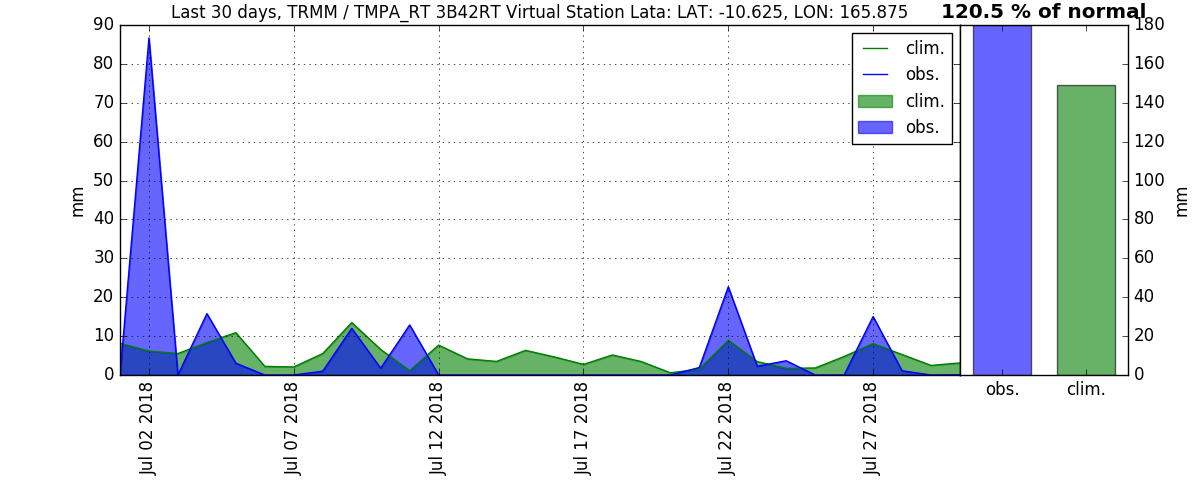 Last 30 days, TRMM / TMPA_RT 3B42RT Virtual Station Lata: LAT: -10.625, LON: 165.875
120.5 % of normal
90
80
70
60
50
40
30
20
10
0
mm
clim.
obs.
clim.
obs.
Jul 02 2018
Jul 07 2018
Jul 12 2018
Jul 17 2018
Jul 22 2018
Jul 27 2018
180
160
140
120
100
80
60
40
20
0
mm
obs.
clim.